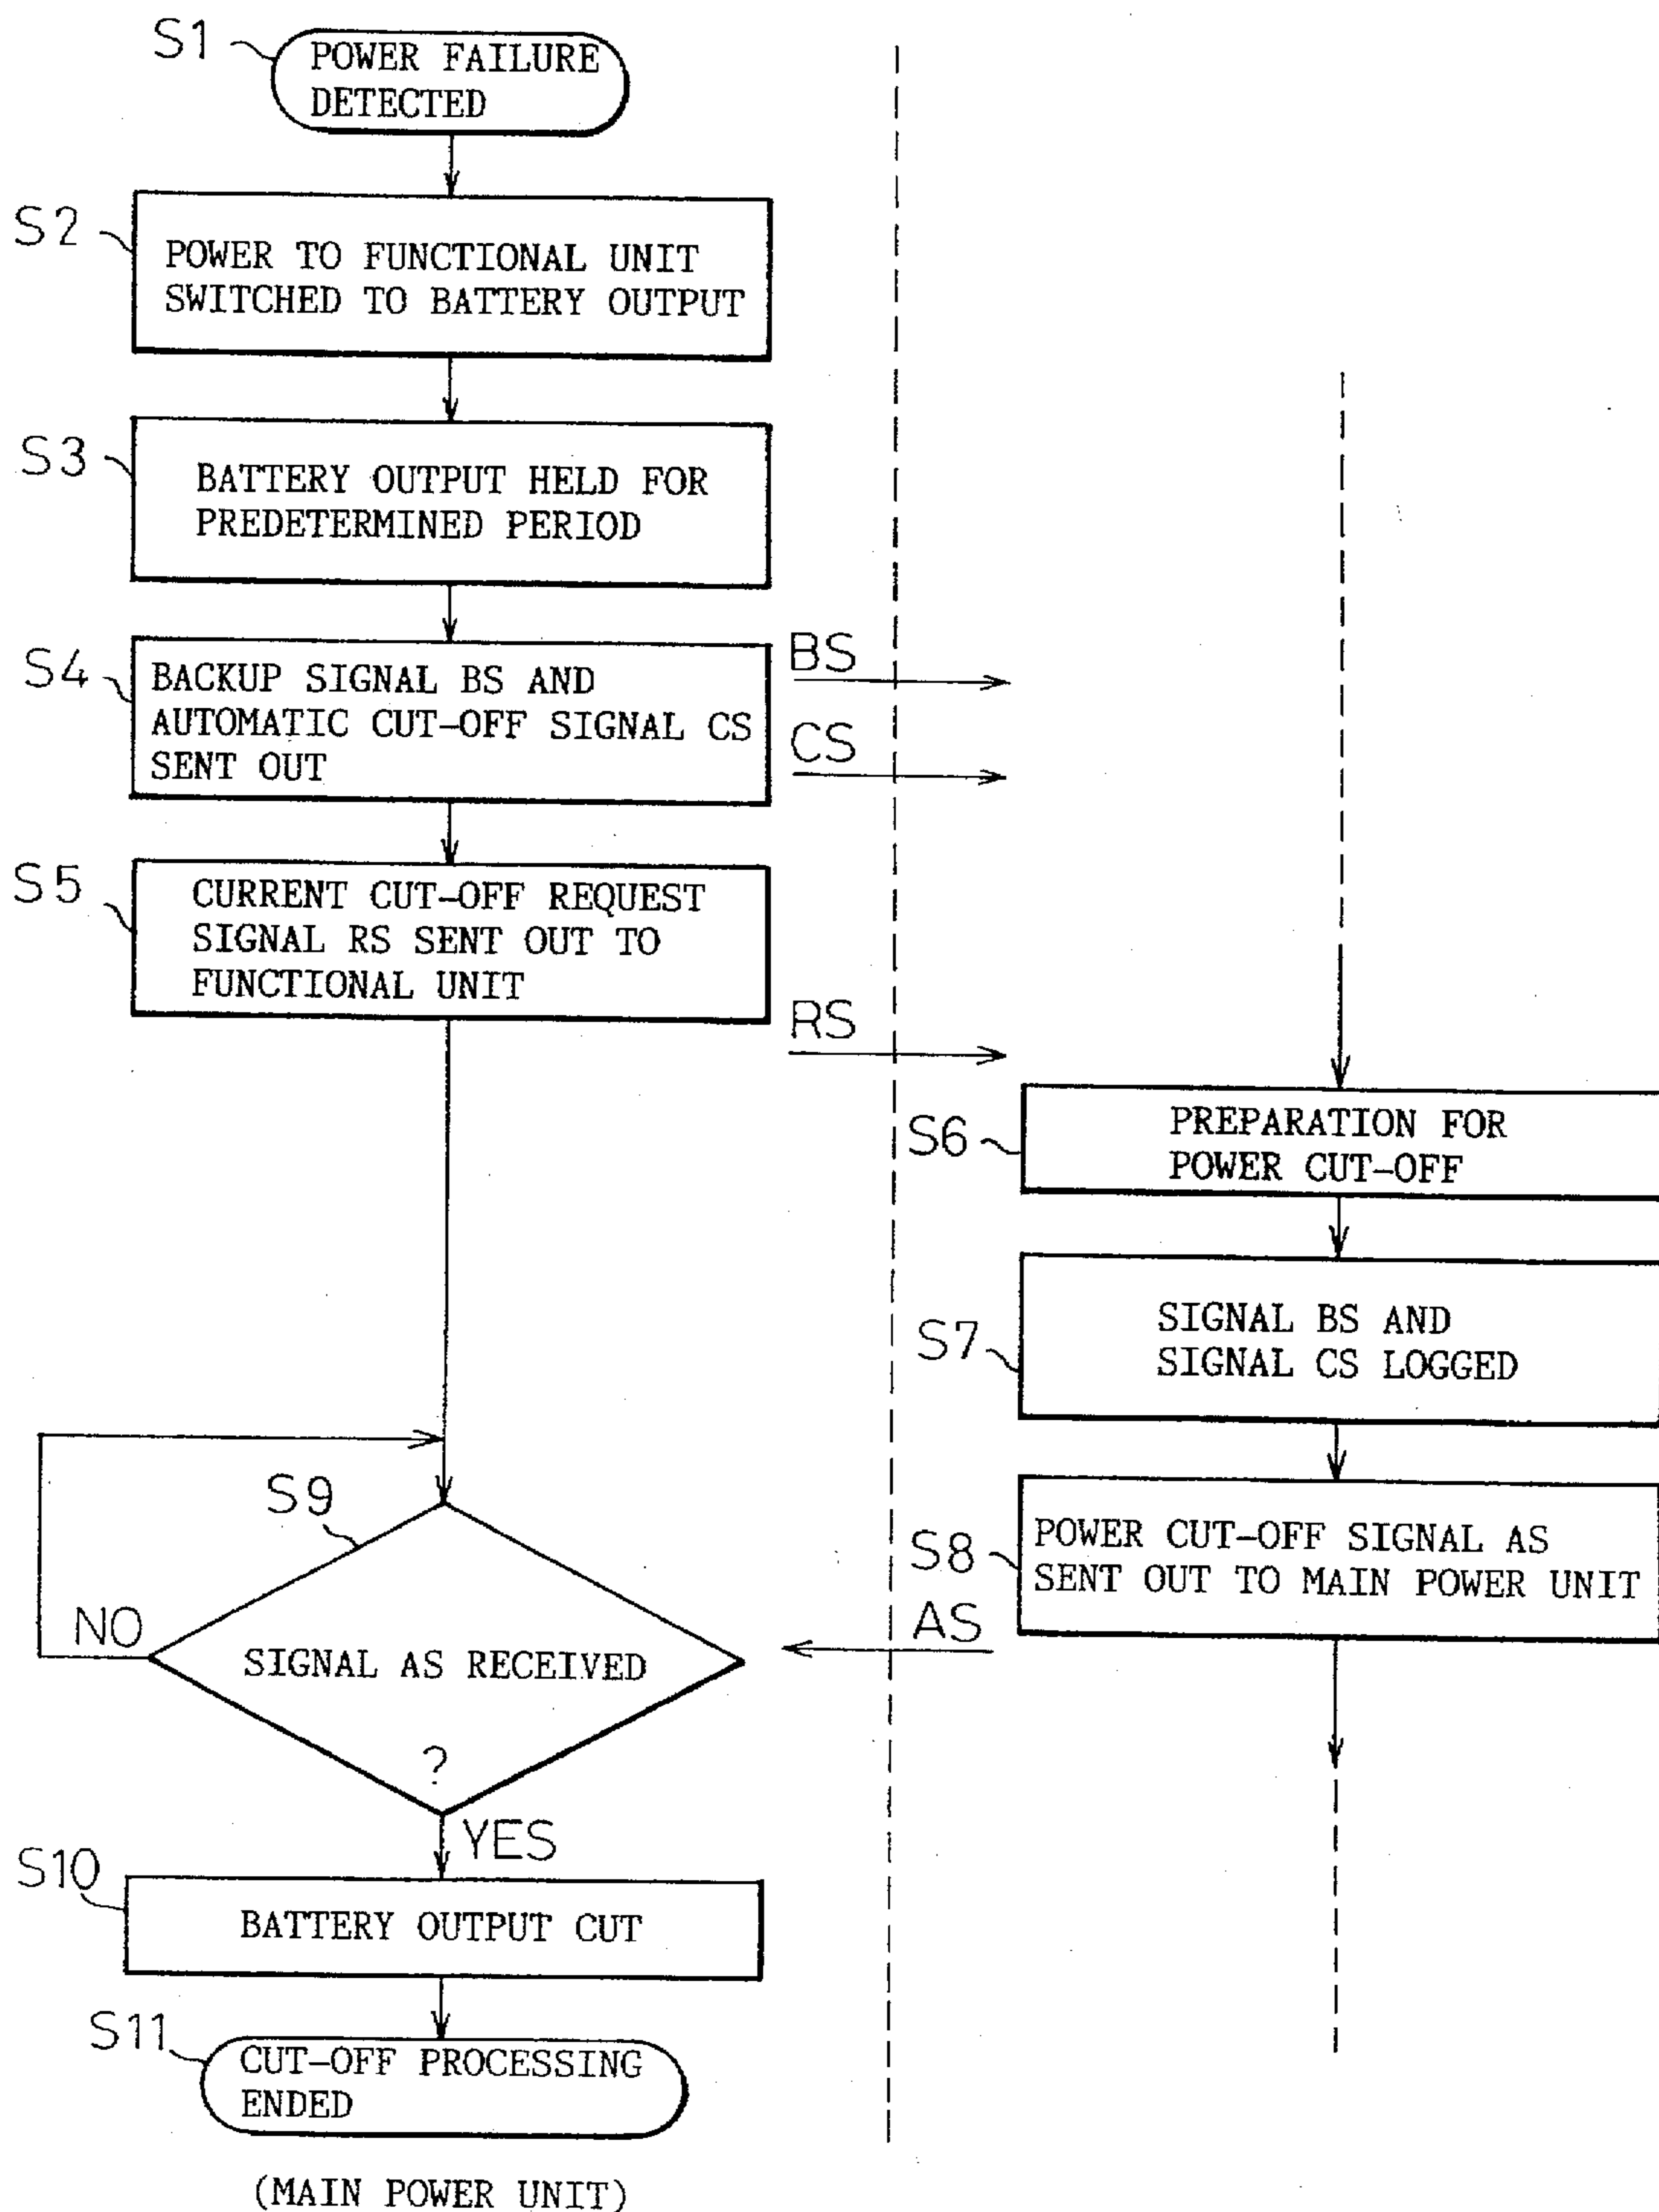 S1
POWER FAILURE
DETECTED
S2
POWER TO FUNCTIONAL UNIT
SWITCHED TO BATTERY OUTPUT
S3
BATTERY OUTPUT HELD FOR
PREDETERMINED PERIOD
S4
BACKUP SIGNAL BS AND
AUTOMATIC CUT-OFF SIGNAL CS
SENT OUT
BS
CS
S5
CURRENT CUT-OFF REQUEST
SIGNAL RS SENT OUT TO
FUNCTIONAL UNIT
RS
S6
PREPARATION FOR
POWER CUT-OFF
S7
SIGNAL BS AND
SIGNAL CS LOGGED
S8
POWER CUT-OFF SIGNAL AS
SENT OUT TO MAIN POWER UNIT
AS
S9
NO
SIGNAL AS RECEIVED
?
YES
S10
BATTERY OUTPUT CUT
S11
CUT-OFF PROCESSING
ENDED
(MAIN POWER UNIT)